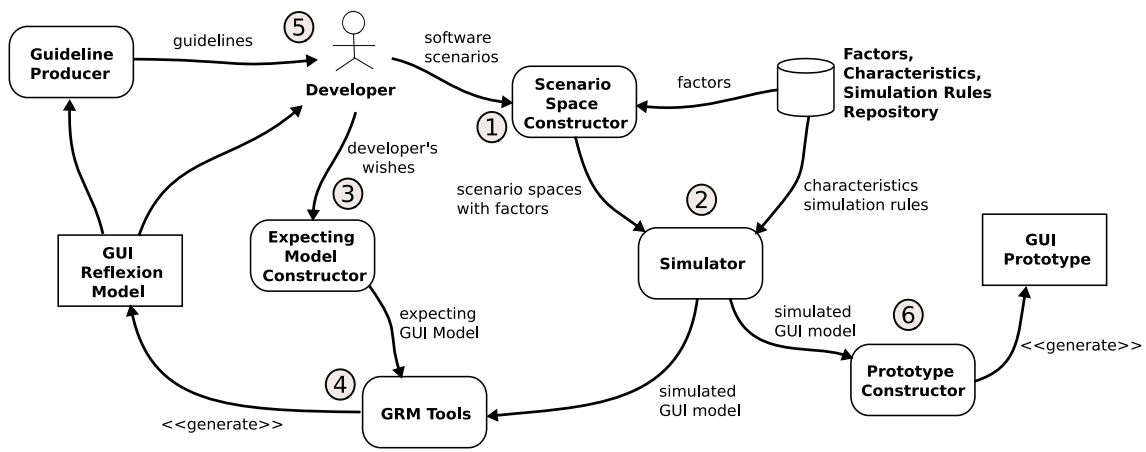 5
guidelines
Guideline
Producer
Developer
software
scenarios
Scenario
Space
Constructor
1
factors
Factors,
Characteristics,
Simulation Rules
Repository
developer's
wishes
3
scenario spaces
with factors
2
characteristics
simulation rules
GUI
Reflexion
Model
Expecting
Model
Constructor
Simulator
GUI
Prototype
expecting
GUI Model
simulated
GUI model
6
<<generate>>
Prototype
Constructor
4
GRM Tools
simulated
GUI model
<<generate>>